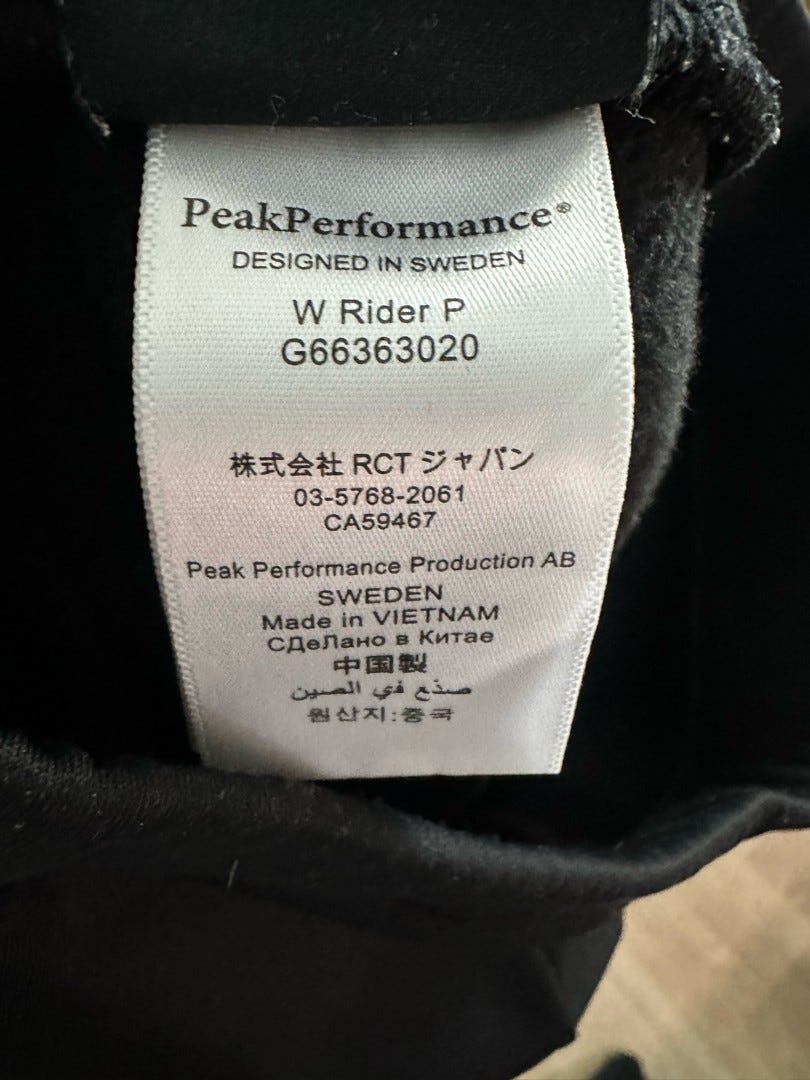 PeakPerformance®
DESIGNED IN SWEDEN
W Rider P
G66363020
株式会社 RCT ジャパン
03-5768-2061
CA59467
Peak Performance Production AB
SWEDEN
Made in VIETNAM
СДеЛано в Китае
中国製
صنع في الصين
원산지:중국